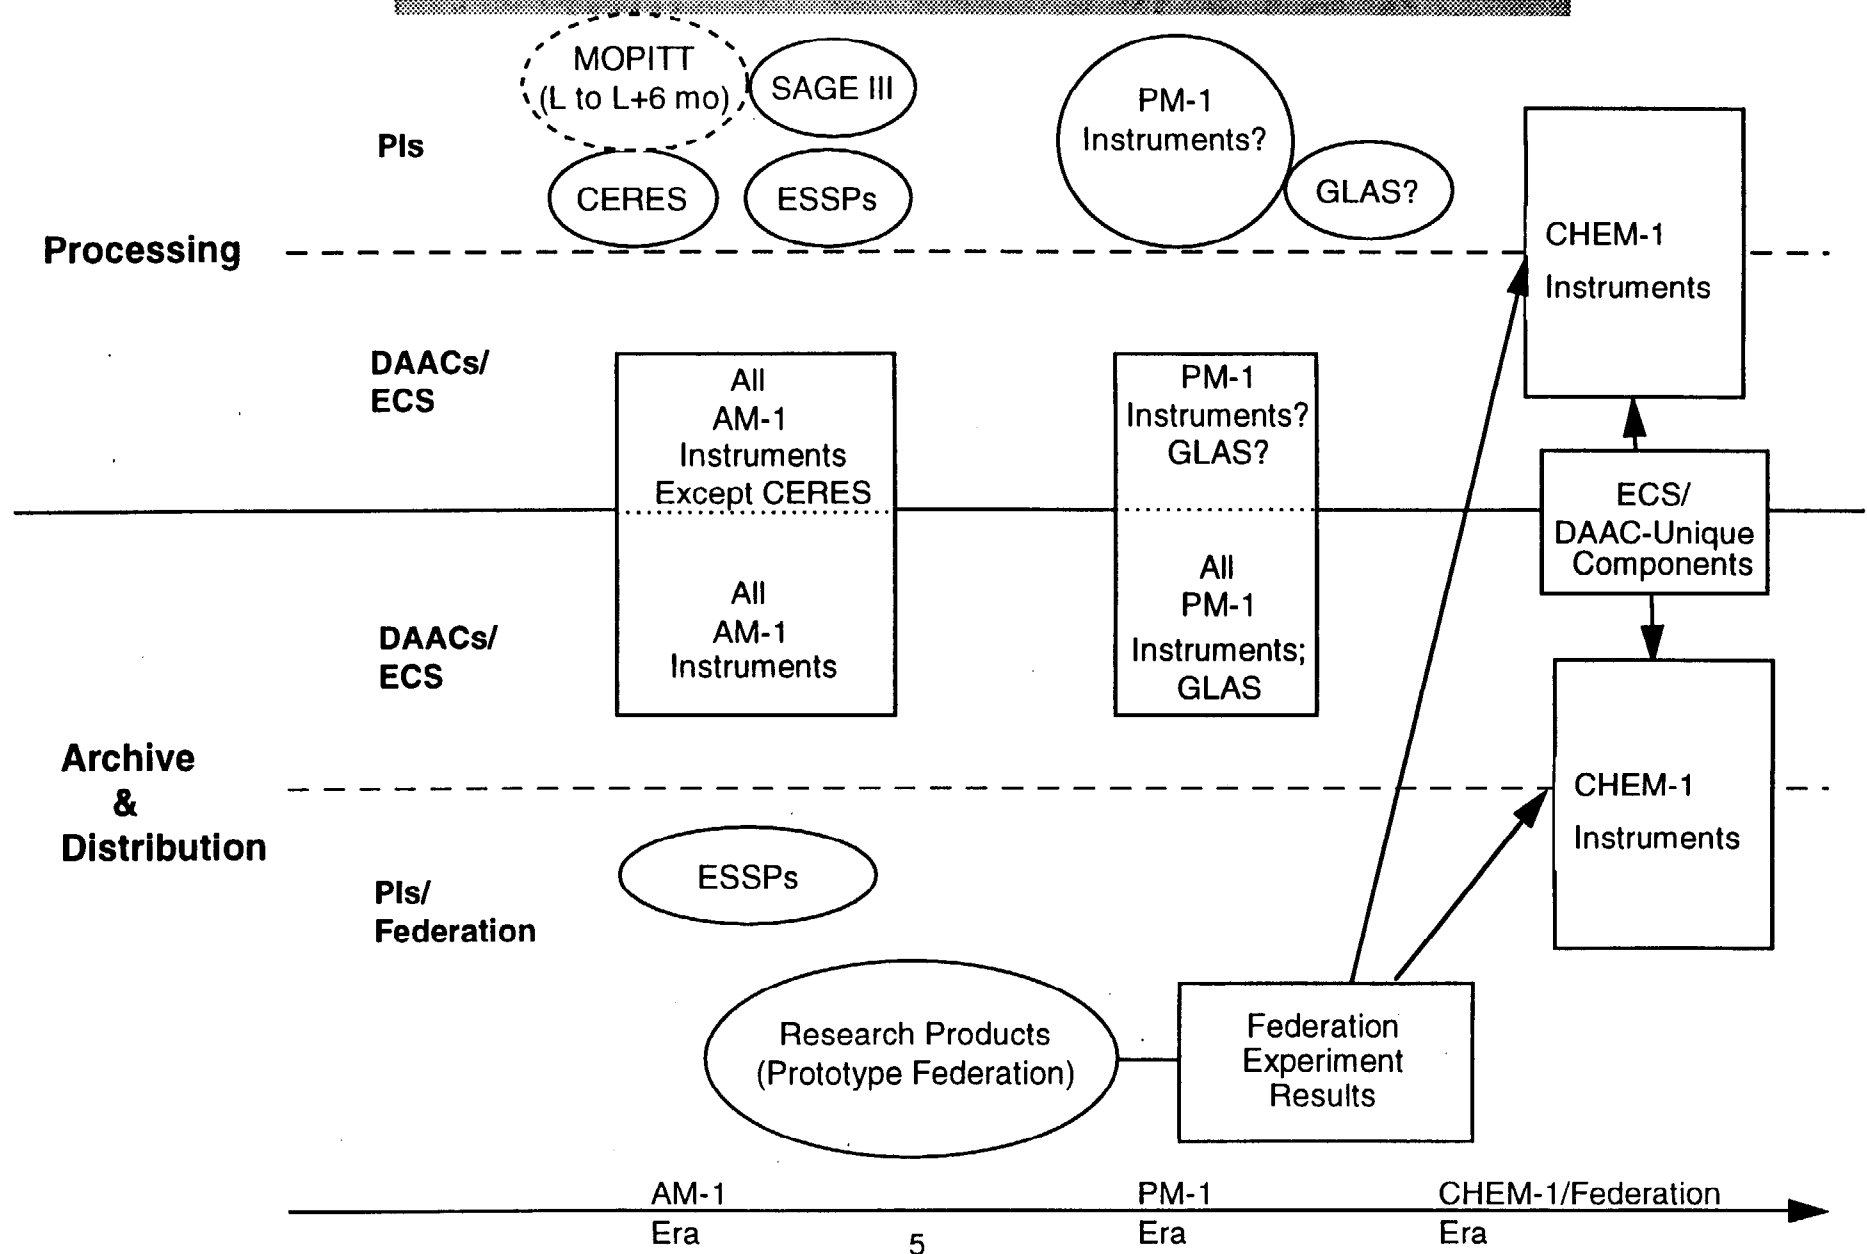 MOPITT
(L to L+6 mo)
SAGE III
PM-1
Instruments?
PIs
CERES
ESSPs
GLAS?
CHEM-1
Instruments
Processing
DAACs/
ECS
All
AM-1
Instruments
Except CERES
PM-1
Instruments?
GLAS?
ECS/
DAAC-Unique
Components
DAACs/
ECS
All
AM-1
Instruments
All
PM-1
Instruments;
GLAS
Archive
&
Distribution
CHEM-1
Instruments
PIs/
Federation
ESSPs
Research Products
(Prototype Federation)
Federation
Experiment
Results
AM-1
Era
PM-1
Era
CHEM-1/Federation
Era
5